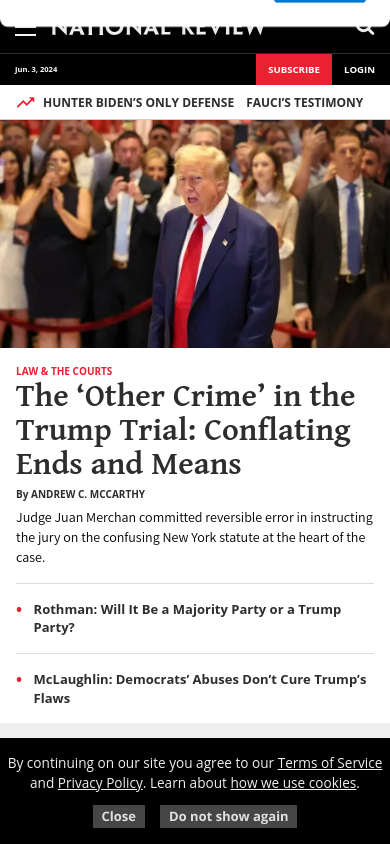 NATIONAL REVIEW
Jun. 3, 2024
SUBSCRIBE
LOGIN
HUNTER BIDEN'S ONLY DEFENSE
FAUCI'S TESTIMONY
LAW & THE COURTS
The ‘Other Crime’ in the
Trump Trial: Conflating
Ends and Means
By ANDREW C. MCCARTHY
Judge Juan Merchan committed reversible error in instructing
the jury on the confusing New York statute at the heart of the
case.
• Rothman: Will It Be a Majority Party or a Trump
Party?
• McLaughlin: Democrats’ Abuses Don’t Cure Trump’s
Flaws
By continuing on our site you agree to our Terms of Service
and Privacy Policy. Learn about how we use cookies.
Close
Do not show again